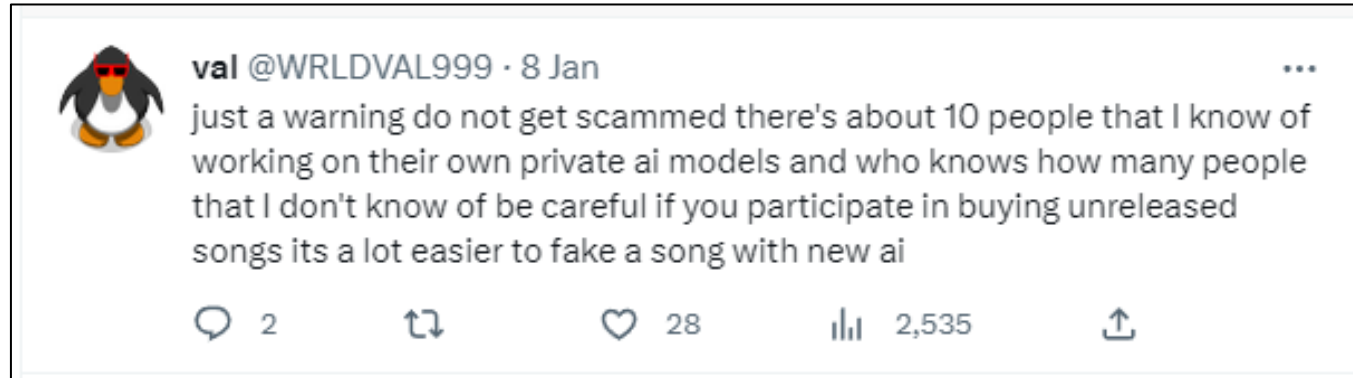 val @WRLDVAL999 · 8 Jan
just a warning do not get scammed there's about 10 people that I know of
working on their own private ai models and who knows how many people
that I don't know of be careful if you participate in buying unreleased
songs its a lot easier to fake a song with new ai
2 28 2,535